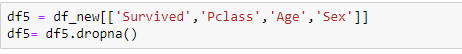 df5 = df_new[['Survived','Pclass','Age','Sex']]
df5= df5.dropna()